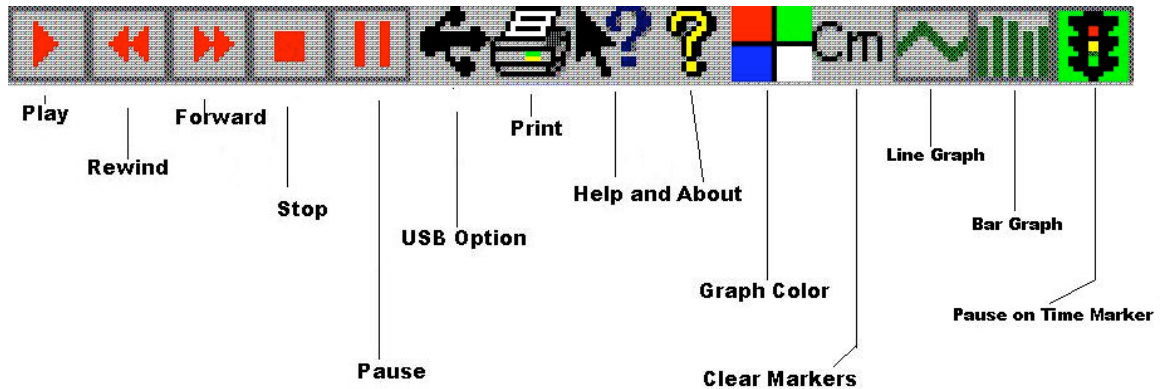 Cm
Play
Forward
Print
Rewind
Line Graph
Help and About
Stop
Bar Graph
USB Option
Graph Color
Pause on Time Marker
Pause
Clear Markers